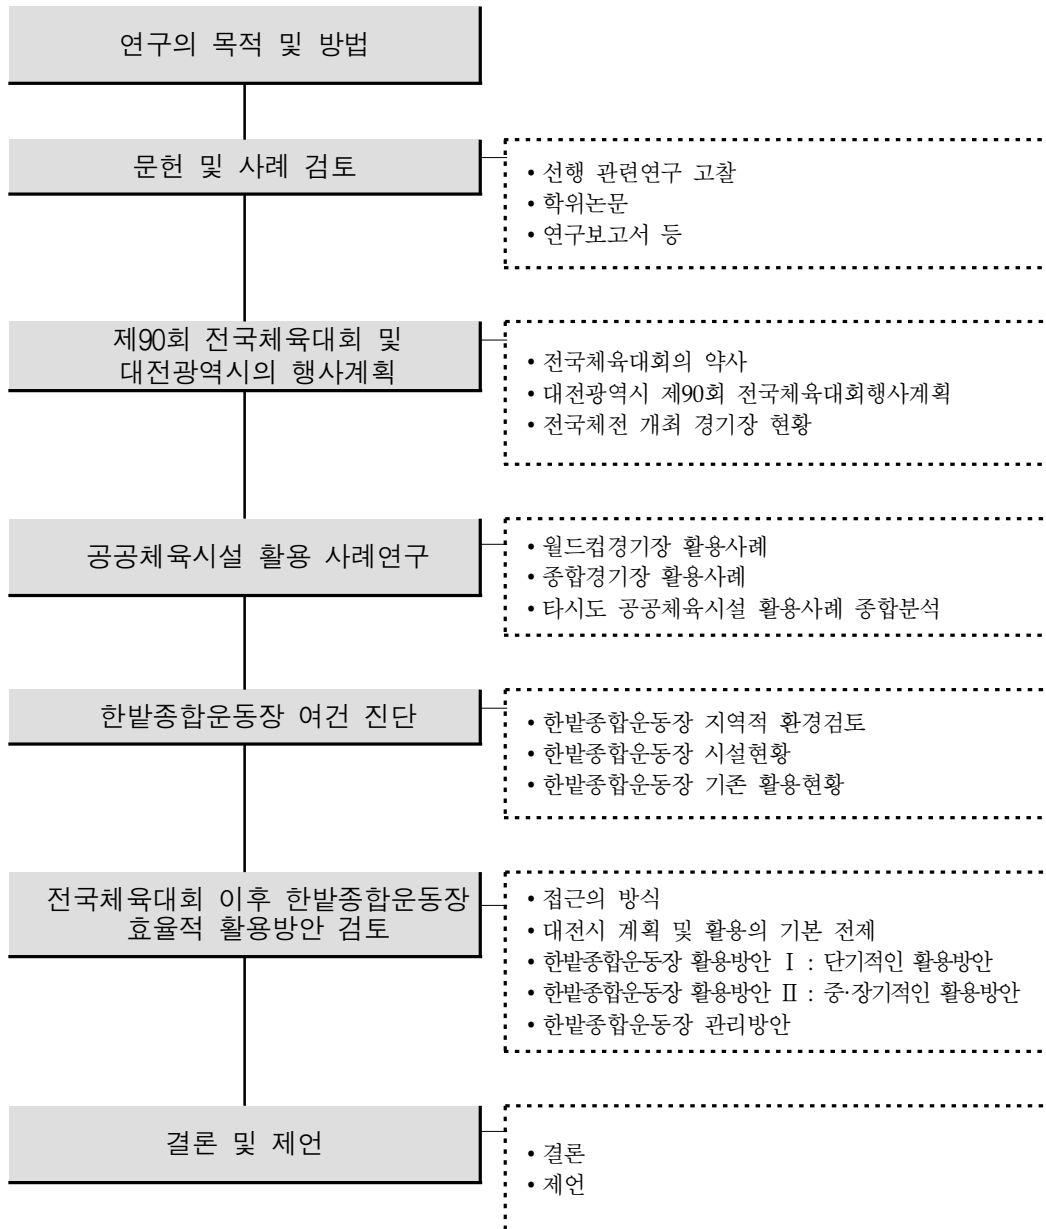 연구의 목적 및 방법
문헌 및 사례 검토
• 선행 관련연구 고찰
• 학위논문
• 연구보고서 등
제90회 전국체육대회 및
대전광역시의 행사계획
• 전국체육대회의 약사
• 대전광역시 제90회 전국체육대회행사계획
• 전국체전 개최 경기장 현황
공공체육시설 활용 사례연구
• 월드컵경기장 활용사례
• 종합경기장 활용사례
• 타시도 공공체육시설 활용사례 종합분석
한밭종합운동장 여건 진단
• 한밭종합운동장 지역적 환경검토
• 한밭종합운동장 시설현황
• 한밭종합운동장 기존 활용현황
전국체육대회 이후 한밭종합운동장
효율적 활용방안 검토
• 접근의 방식
• 대전시 계획 및 활용의 기본 전제
• 한밭종합운동장 활용방안 Ⅰ : 단기적인 활용방안
• 한밭종합운동장 활용방안 Ⅱ : 중·장기적인 활용방안
• 한밭종합운동장 관리방안
결론 및 제언
• 결론
• 제언